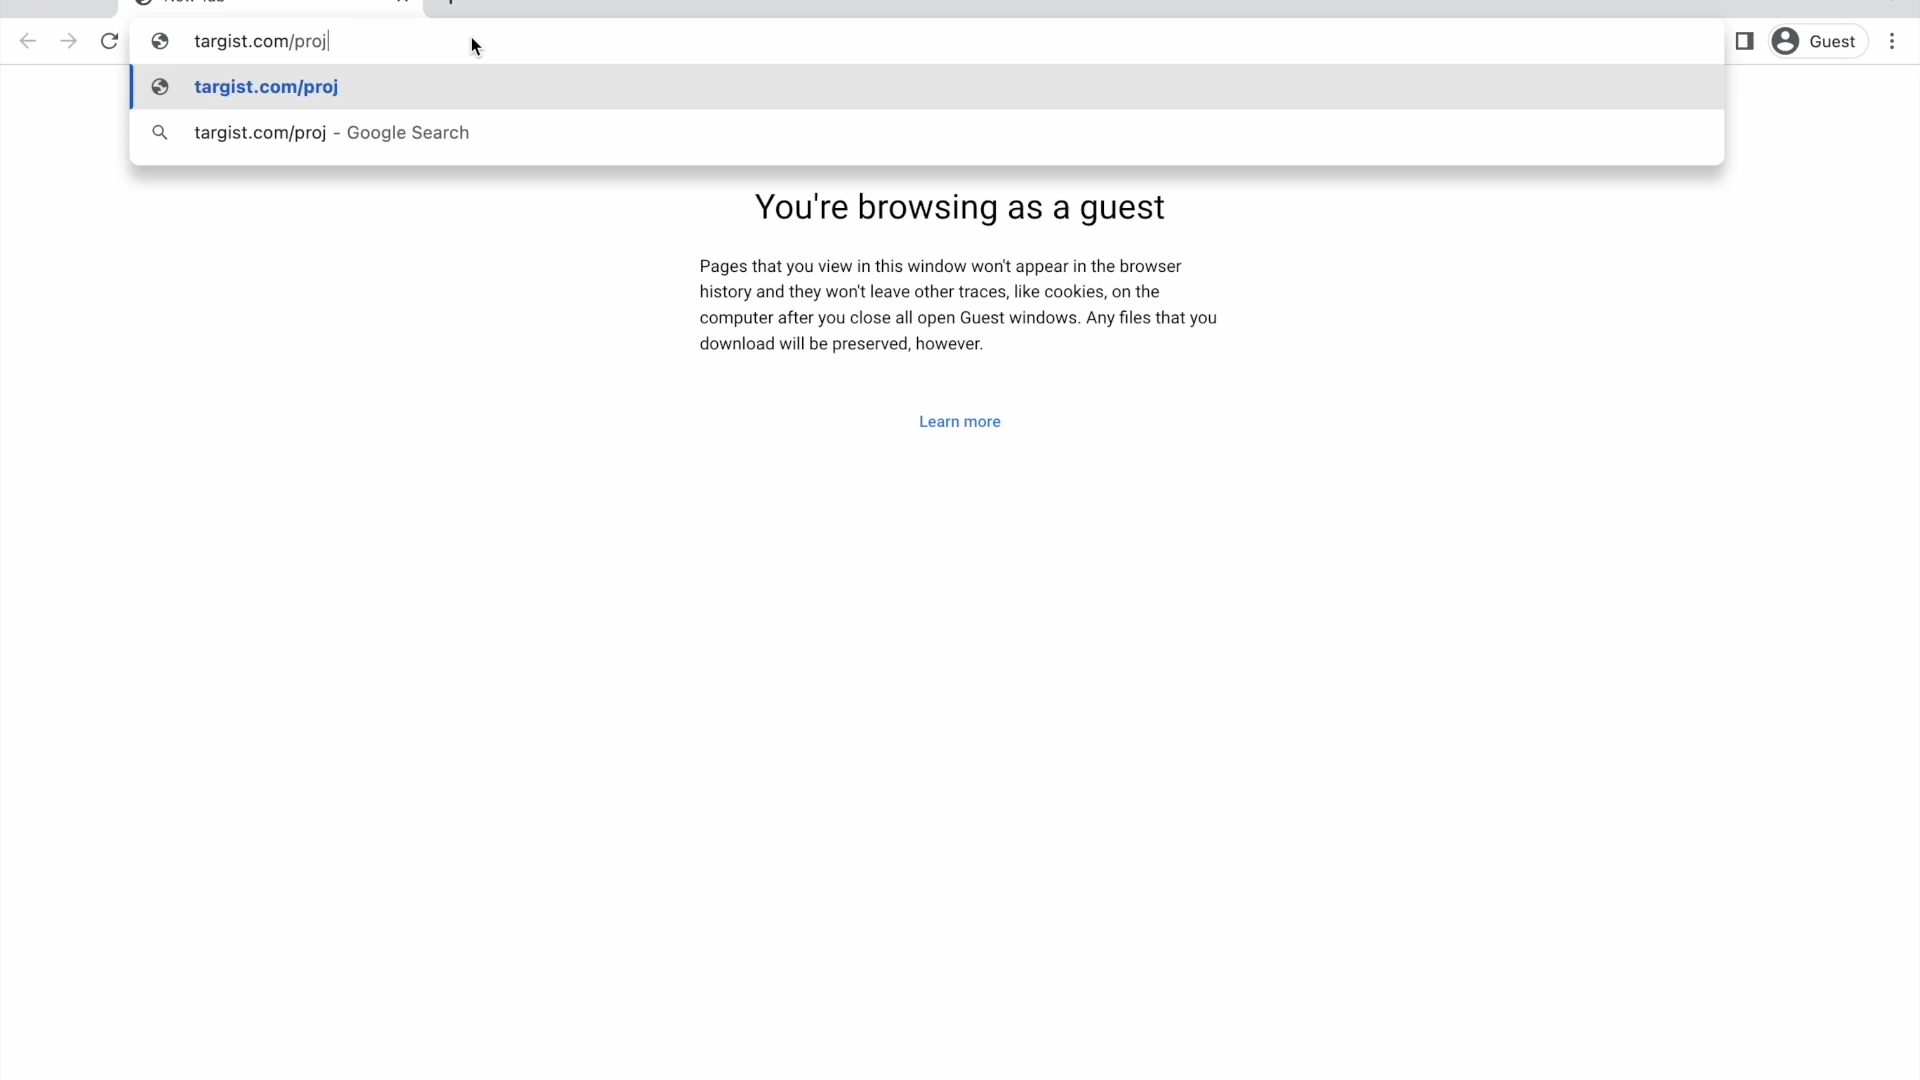 targist.com/proj
Guest
targist.com/proj
targist.com/proj - Google Search
You're browsing as a guest
Pages that you view in this window won't appear in the browser
history and they won't leave other traces, like cookies, on the
computer after you close all open Guest windows. Any files that you
download will be preserved, however.
Learn more